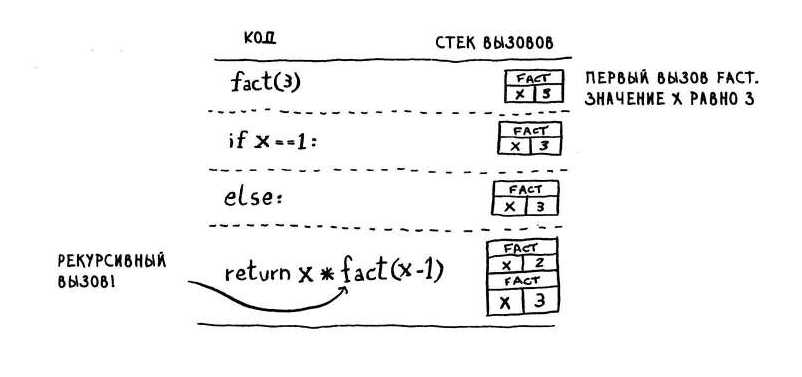 КОД СТЕК ВЫЗОВОВ
fact(3)
FACT
X 3
ПЕРВЫЙ ВЫЗОВ FACT.
ЗНАЧЕНИЕ X РАВНО 3
if x==1:
FACT
X 3
else:
FACT
X 3
РЕКУРСИВНЫЙ
ВЫЗОВ!
return x * fact(x-1)
FACT
X 2
FACT
X 3